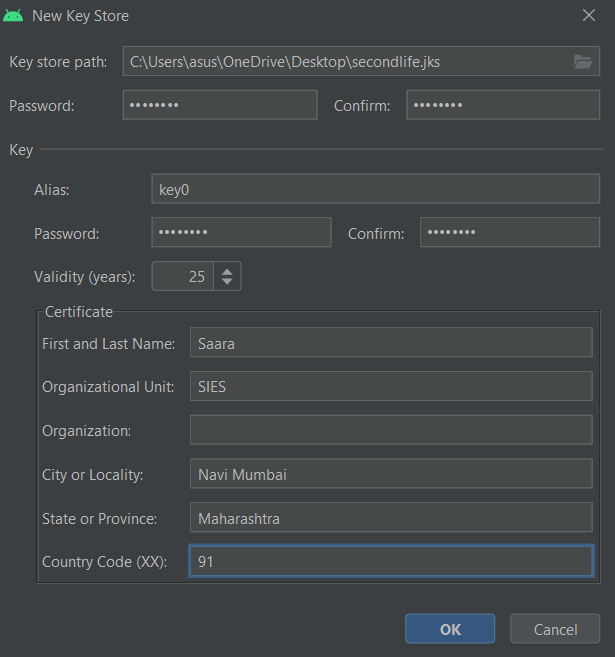 New Key Store
Key store path: C:\Users\asus\OneDrive\Desktop\secondlife.jks
Password: •••••••• Confirm: ••••••••
Key
Alias: key0
Password: •••••••• Confirm: ••••••••
Validity (years): 25
Certificate
First and Last Name: Saara
Organizational Unit: SIES
Organization:
City or Locality: Navi Mumbai
State or Province: Maharashtra
Country Code (XX): 91
OK Cancel